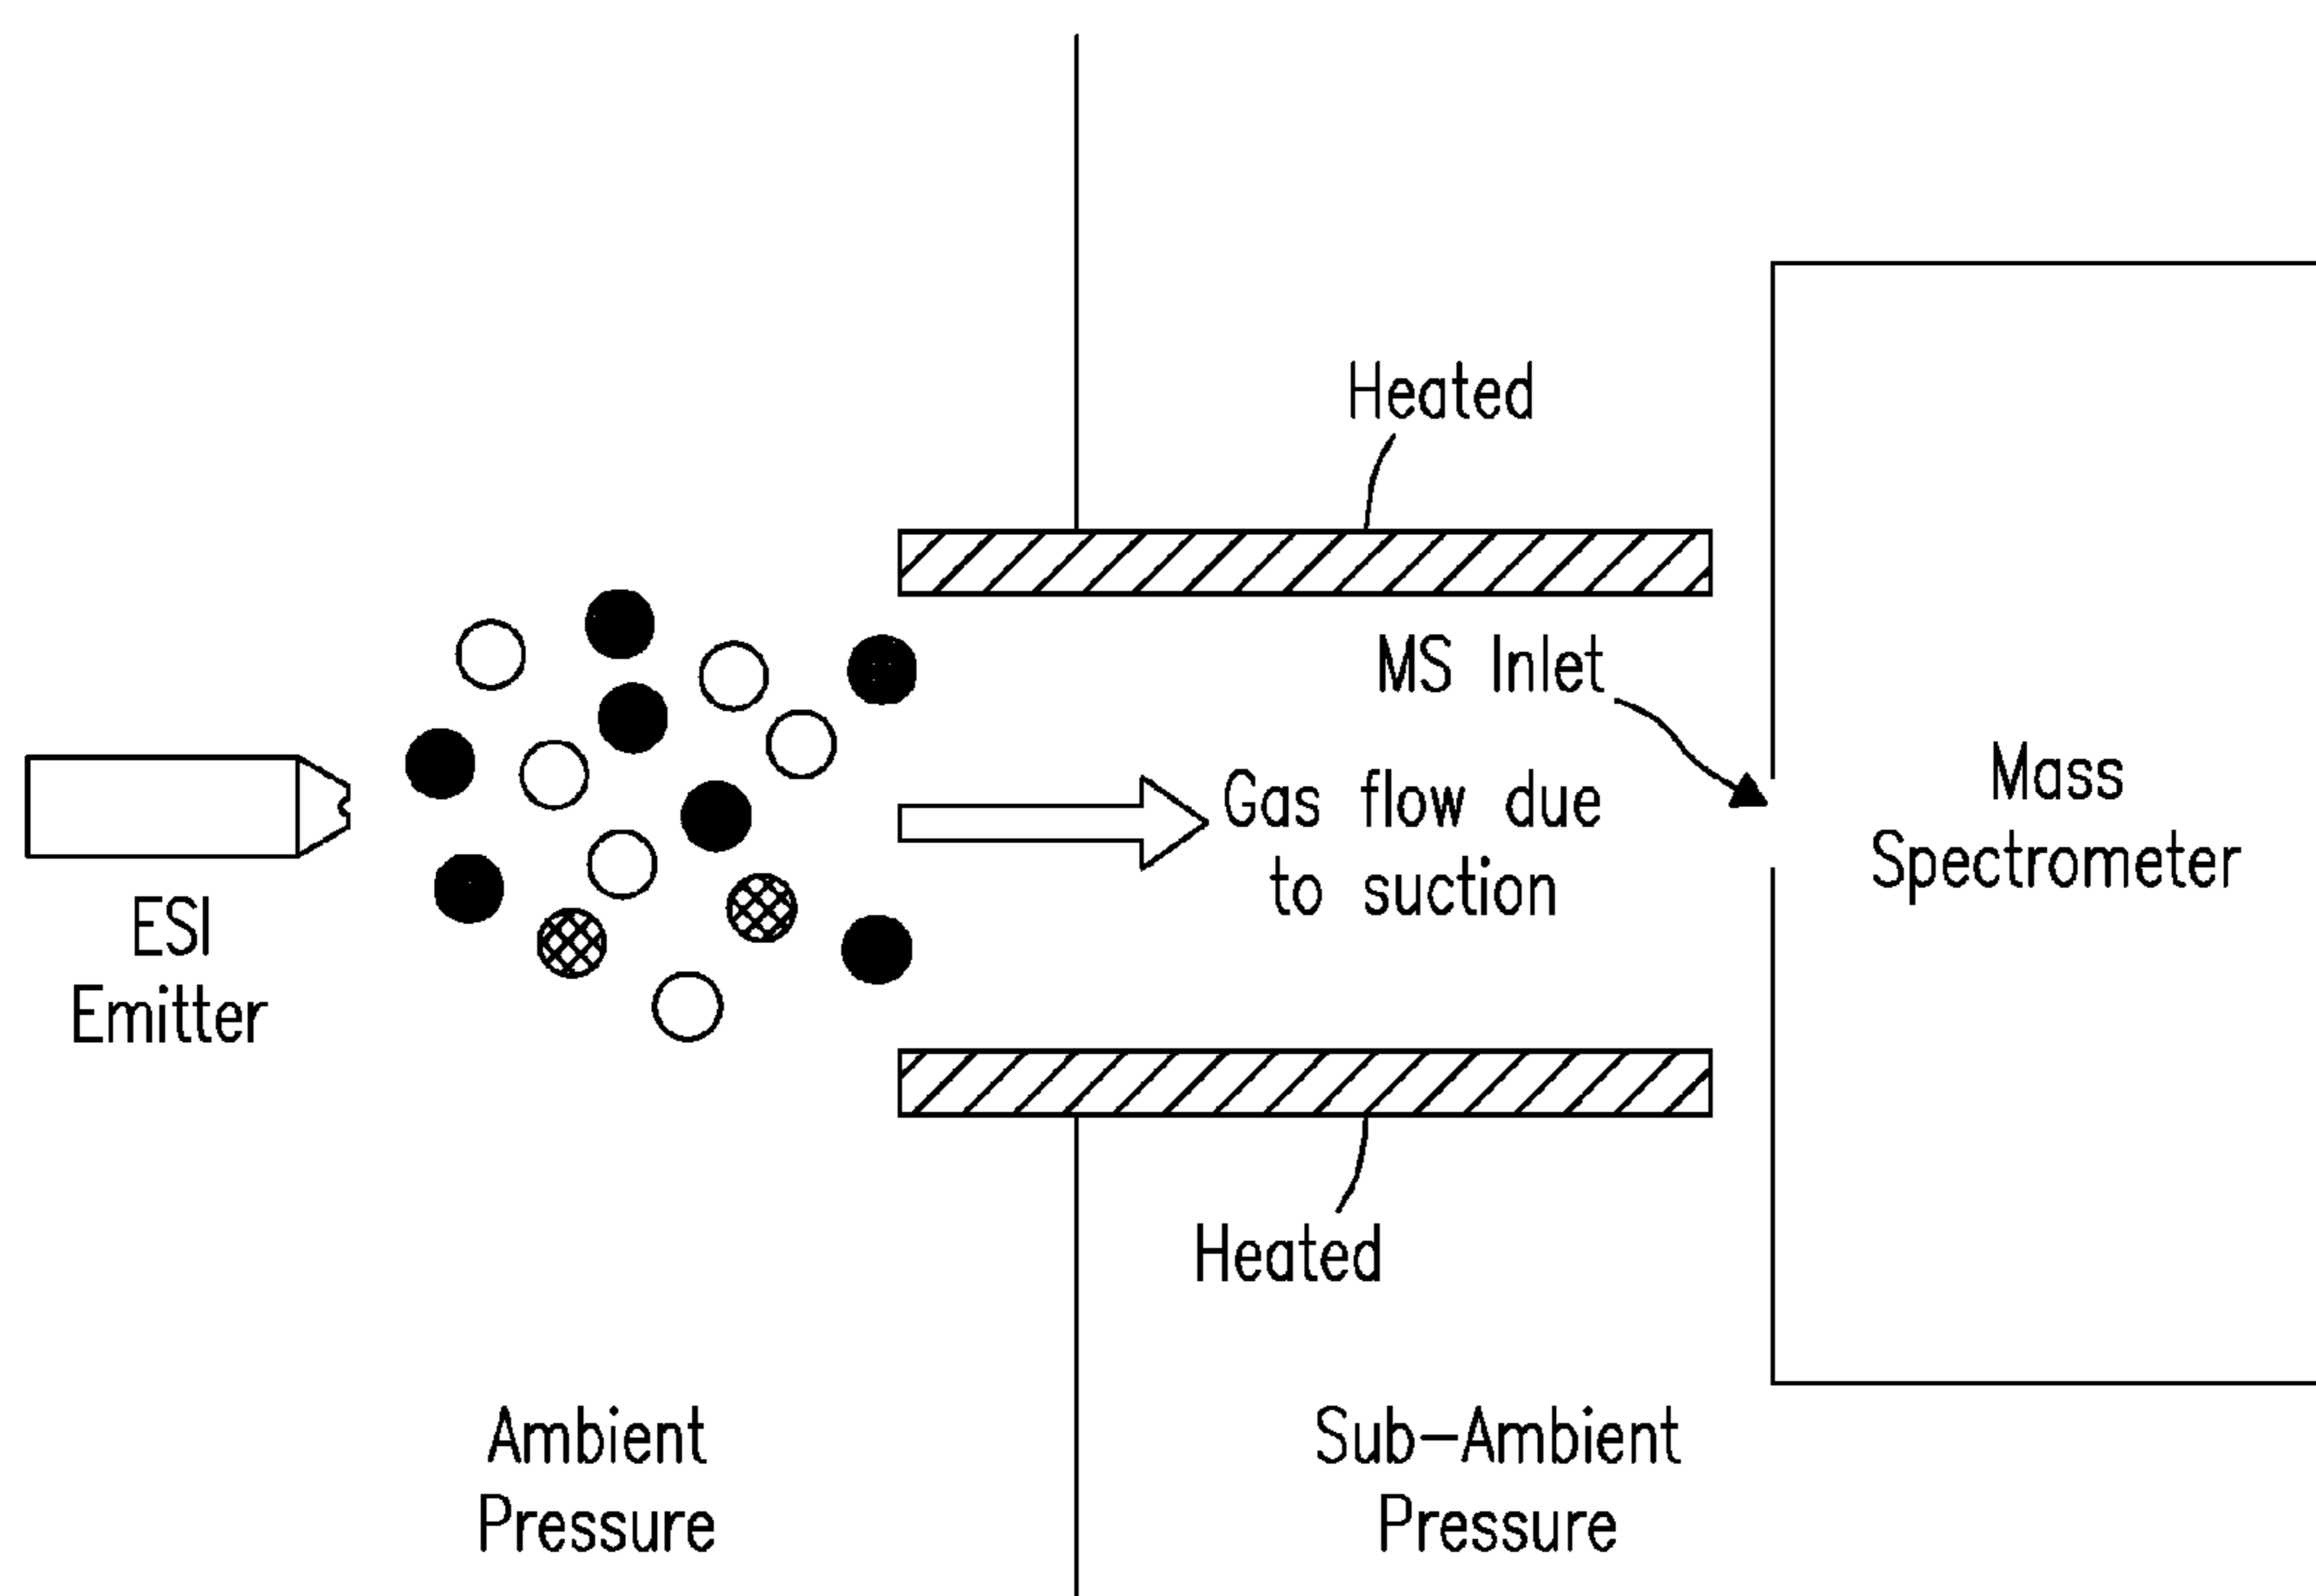 Heated
MS Inlet
Gas flow due
to suction
Mass
Spectrometer
ESI
Emitter
Heated
Ambient
Pressure
Sub-Ambient
Pressure